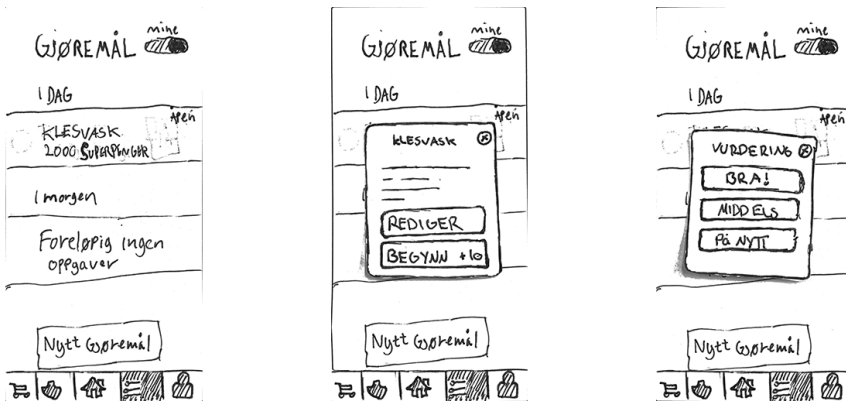 mine
GJØREMÅL
I DAG
Åpen
KLESVASK
2000 SUPERPENGER
I morgen
Foreløpig ingen
oppgaver
Nytt Gjøremål
mine
GJØREMÅL
I DAG
Åpen
KLESVASK
REDIGER
BEGYNN +10
Nytt Gjøremål
mine
GJØREMÅL
I DAG
Åpen
VURDERING
BRA!
MIDDELS
På NYTT
Nytt Gjøremål